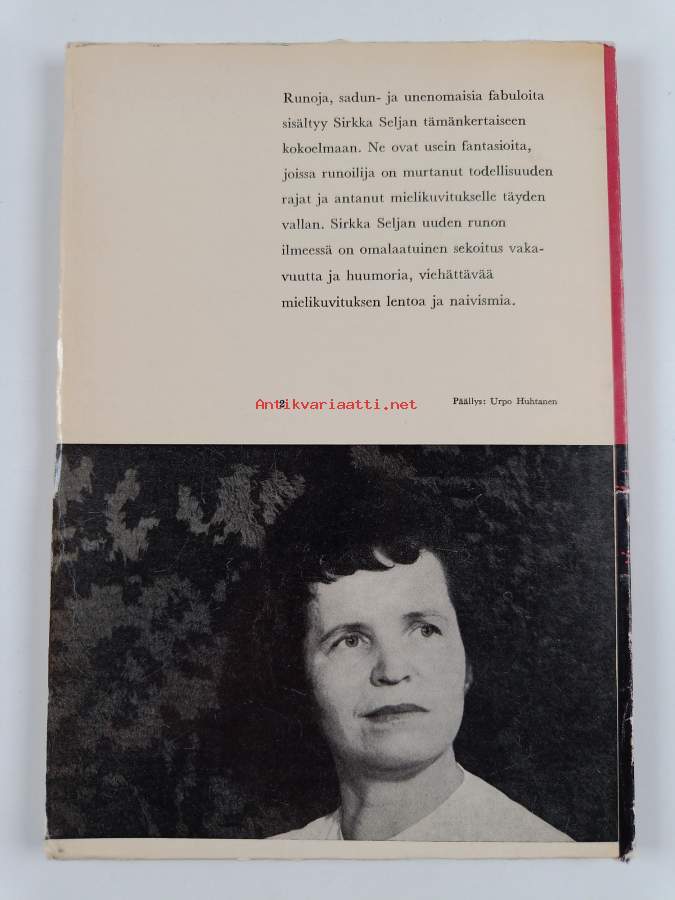 Runoja, sadun- ja unenomaisia fabuloita
sisältyy Sirkka Seljan tämänkertaiseen
kokoelmaan. Ne ovat usein fantasioita,
joissa runoilija on murtanut todellisuuden
rajat ja antanut mielikuvitukselle täyden
vallan. Sirkka Seljan uuden runon
ilmeessä on omalaatuinen sekoitus vaka-
vuutta ja huumoria, viehättävää
mielikuvituksen lentoa ja naivismia.
2
Antikvariaatti.net
Päällys: Urpo Huhtanen